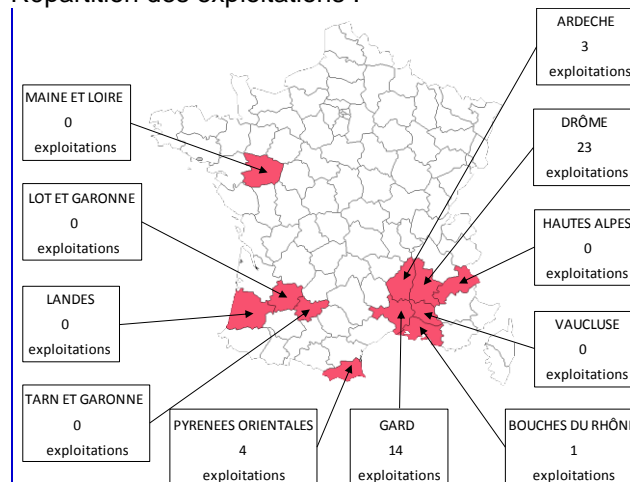 Répartition des exploitations :
ARDECHE
3
exploitations
MAINE ET LOIRE
0
exploitations
DRÔME
23
exploitations
LOT ET GARONNE
0
exploitations
HAUTES ALPES
0
exploitations
LANDES
0
exploitations
VAUCLUSE
0
exploitations
TARN ET GARONNE
0
exploitations
PYRENEES ORIENTALES
4
exploitations
GARD
14
exploitations
BOUCHES DU RHÔNE
1
exploitations